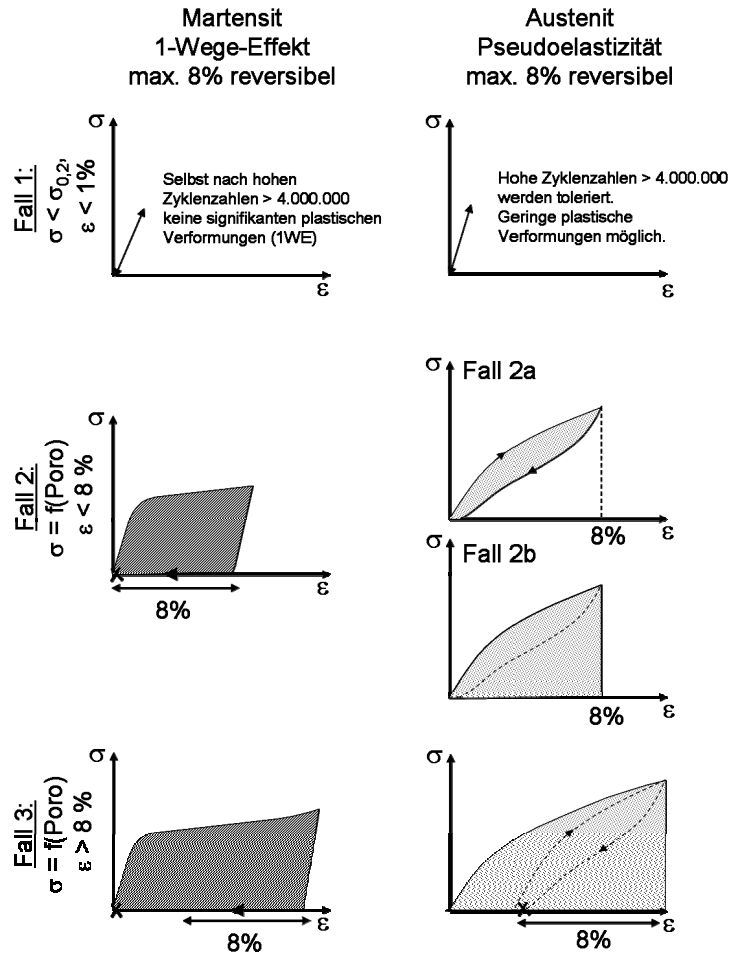 Martensit
1-Wege-Effekt
max. 8% reversibel
Austenit
Pseudoelastizität
max. 8% reversibel
Fall 1:
σ < σ0,2,
ε < 1%
σ
Selbst nach hohen
Zyklenzahlen > 4.000.000
keine signifikanten plastischen
Verformungen (1WE)
ε
σ
Hohe Zyklenzahlen > 4.000.000
werden toleriert.
Geringe plastische
Verformungen möglich.
ε
Fall 2:
σ = f(Poro)
ε < 8 %
σ
8%
ε
σ
Fall 2a
8%
ε
σ
Fall 2b
8%
ε
Fall 3:
σ = f(Poro)
ε > 8 %
σ
8%
ε
σ
8%
ε